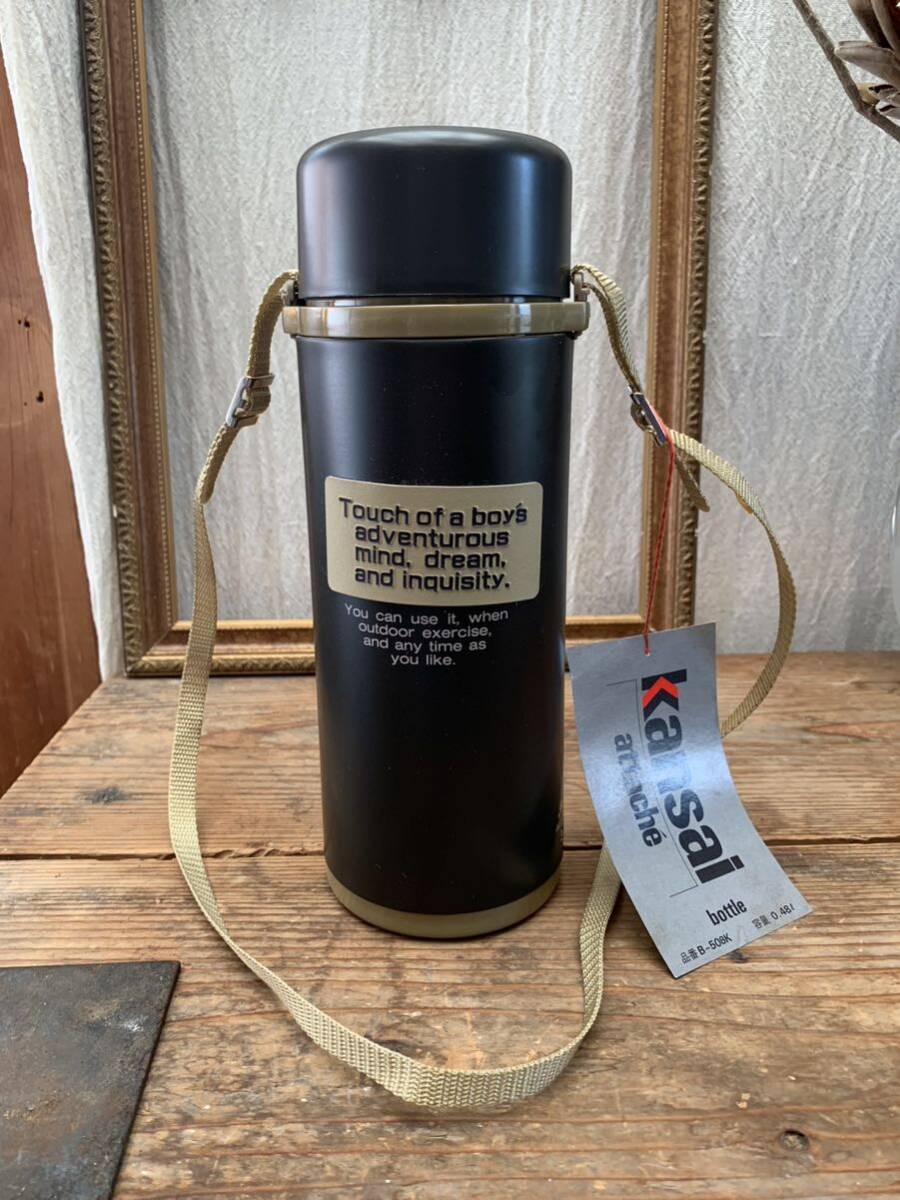 Touch of a boy's
adventurous
mind, dream,
and inquisity.
You can use it, when
outdoor exercise,
and any time as
you like.
kansai
attaché
bottle
品番 B-508K 容量 0.48ℓ